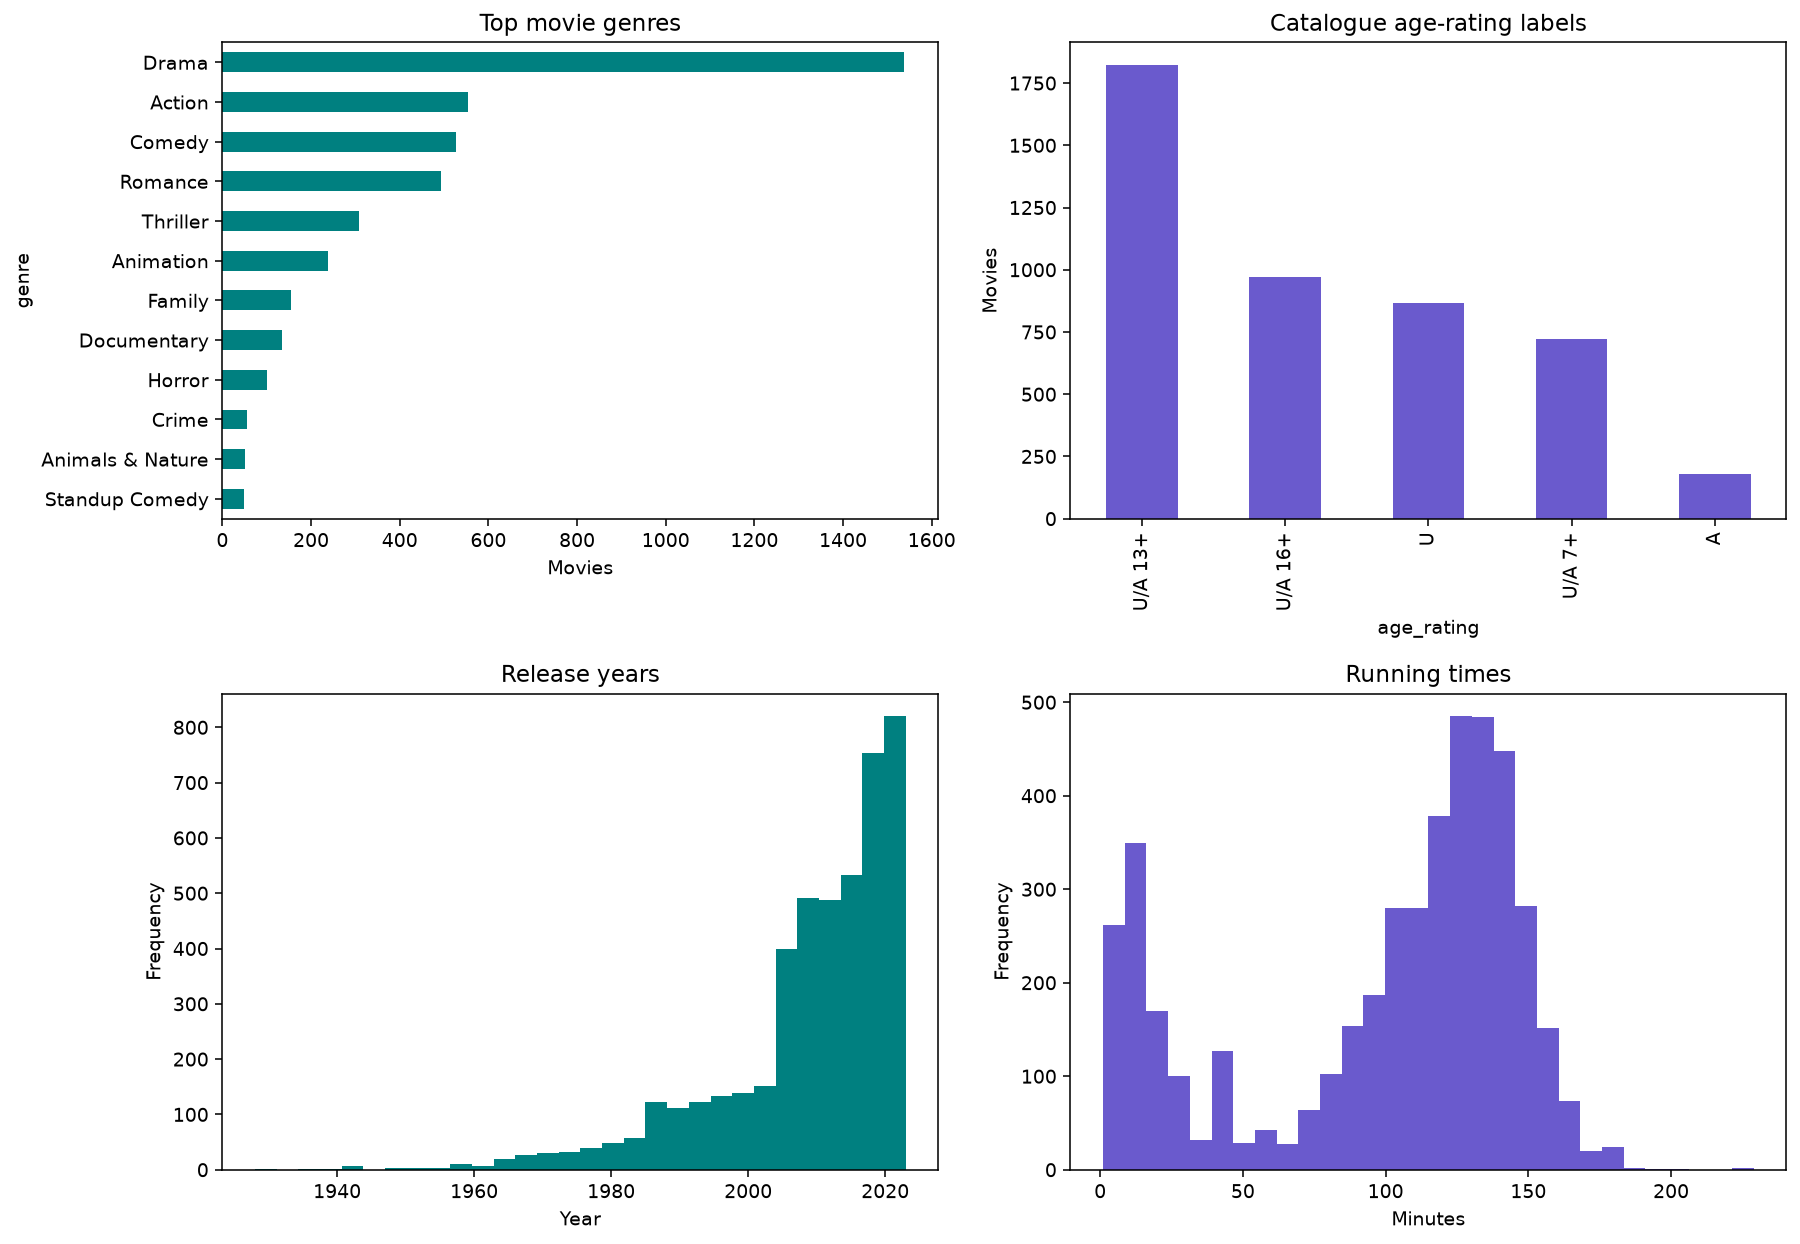 Top movie genres
genre
Drama
Action
Comedy
Romance
Thriller
Animation
Family
Documentary
Horror
Crime
Animals & Nature
Standup Comedy
0 200 400 600 800 1000 1200 1400 1600
Movies
Catalogue age-rating labels
Movies
1750
1500
1250
1000
750
500
250
0
U/A 13+
U/A 16+
U
U/A 7+
A
age_rating
Release years
Frequency
800
700
600
500
400
300
200
100
0
1940 1960 1980 2000 2020
Year
Running times
Frequency
500
400
300
200
100
0
0 50 100 150 200
Minutes